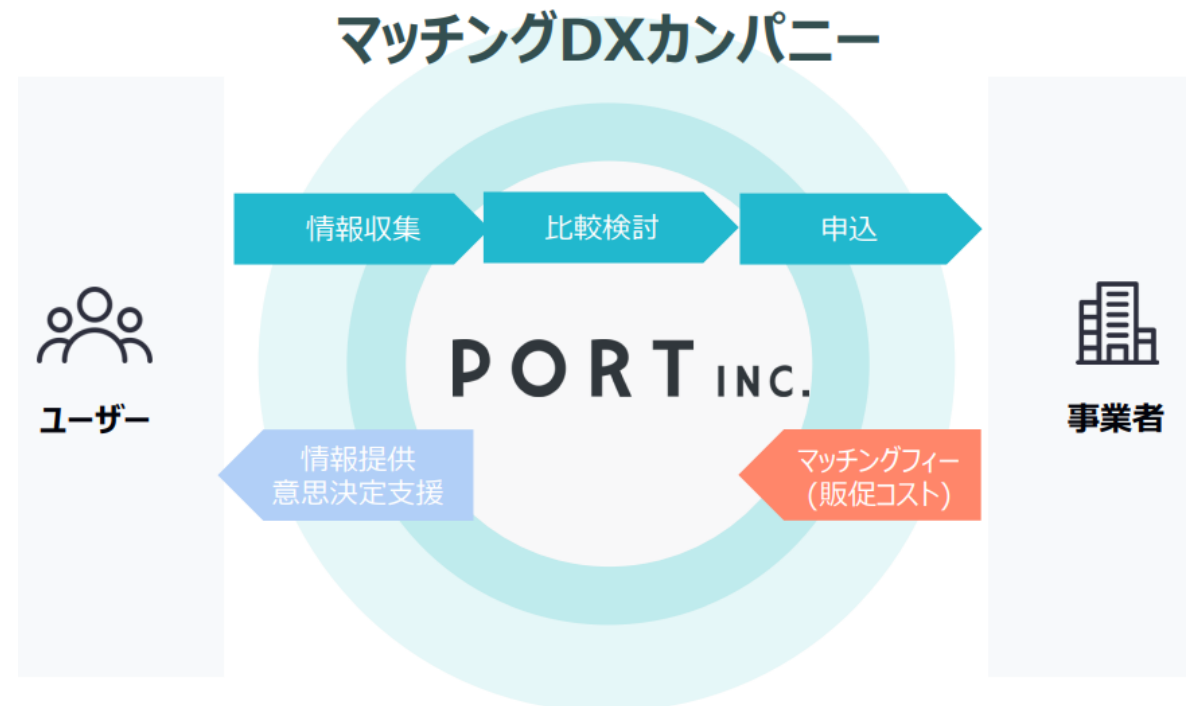 マッチングDXカンパニー
情報収集
比較検討
申込
PORT INC.
ユーザー
事業者
情報提供
意思決定支援
マッチングフィー
(販促コスト)